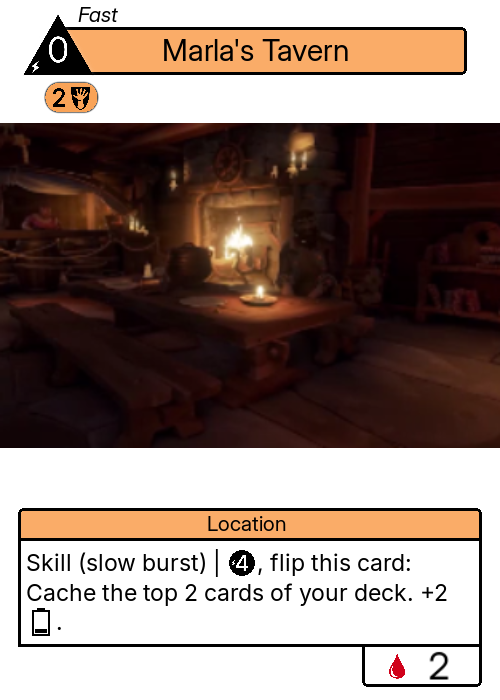 Fast
0
Marla's Tavern
2
Location
Skill (slow burst) | 4, flip this card:
Cache the top 2 cards of your deck. +2
.
2